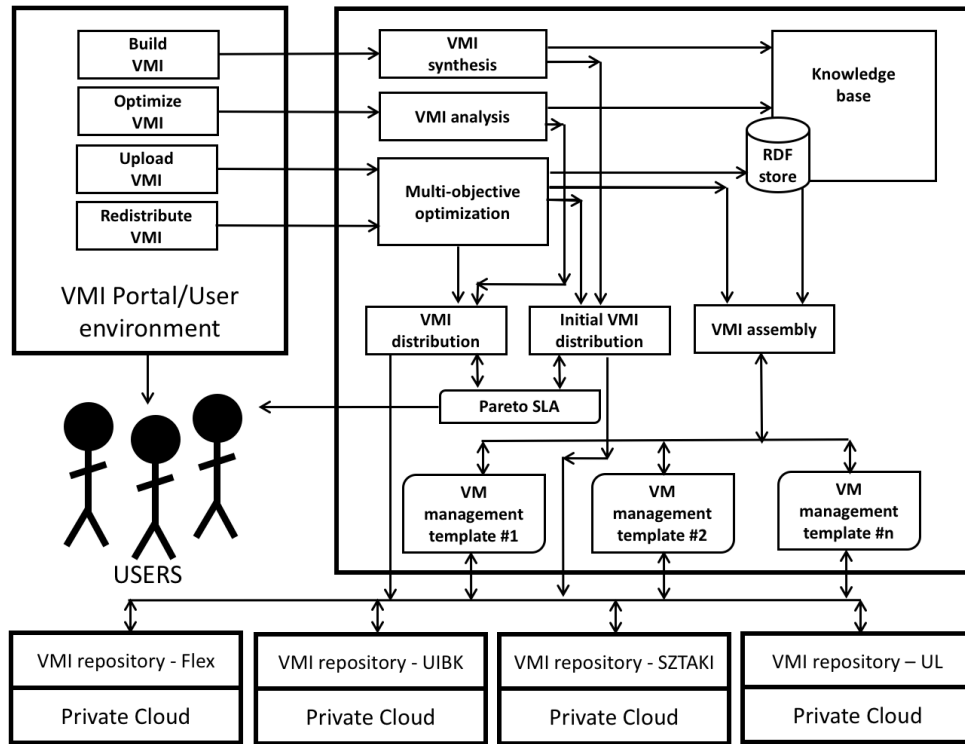 Build
VMI
Optimize
VMI
Upload
VMI
Redistribute
VMI
VMI Portal/User
environment
VMI
synthesis
VMI analysis
Multi-objective
optimization
Knowledge
base
RDF
store
VMI
distribution
Initial VMI
distribution
VMI assembly
Pareto SLA
VM
management
template #1
VM
management
template #2
VM
management
template #n
USERS
VMI repository - Flex
Private Cloud
VMI repository - UIBK
Private Cloud
VMI repository - SZTAKI
Private Cloud
VMI repository – UL
Private Cloud